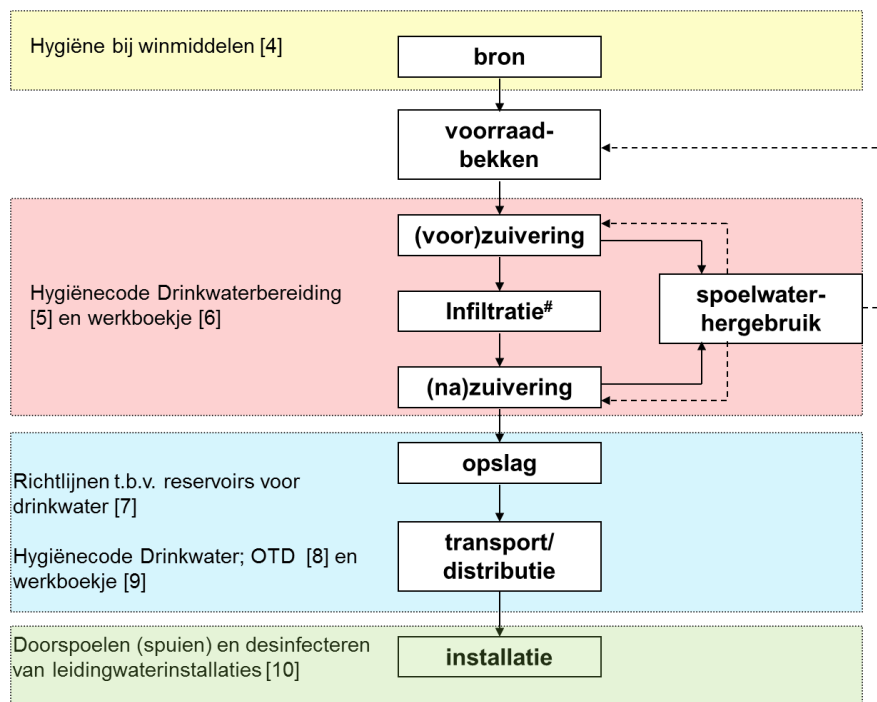 Hygiëne bij winmiddelen [4]
bron
voorraad-
bekken
(voor)zuivering
Hygiënecode Drinkwaterbereiding
[5] en werkboekje [6]
Infiltratie#
spoelwater-
hergebruik
(na)zuivering
opslag
Richtlijnen t.b.v. reservoirs voor
drinkwater [7]
Hygiënecode Drinkwater; OTD [8] en
werkboekje [9]
transport/
distributie
Doorspoelen (spuien) en desinfecteren
van leidingwaterinstallaties [10]
installatie